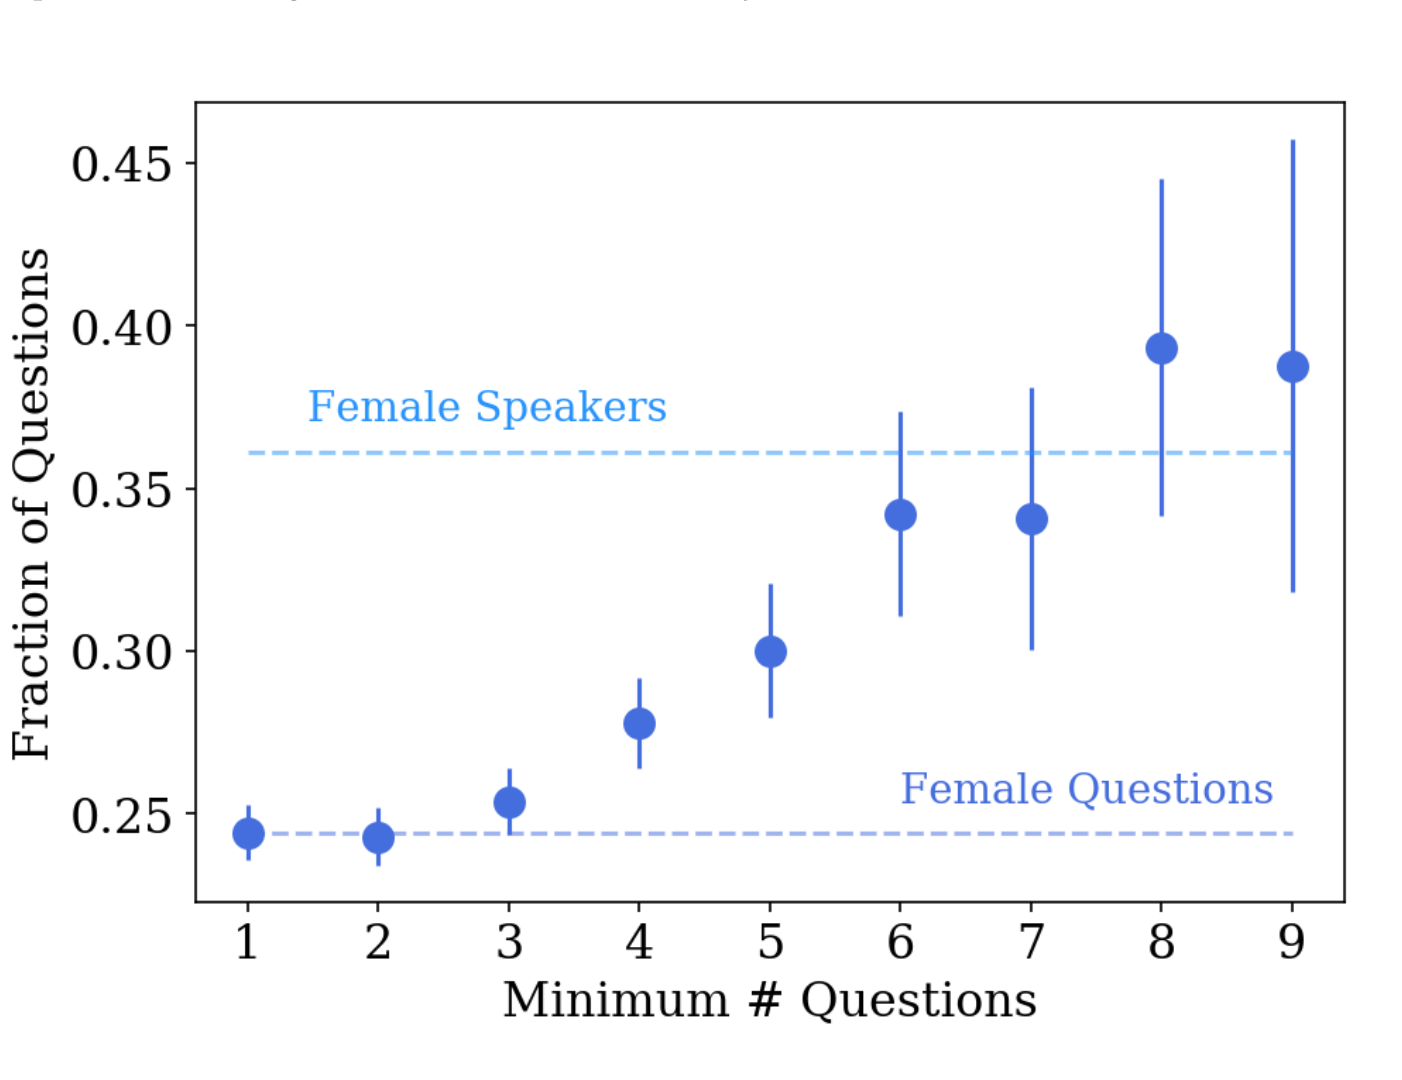 0.45
0.40
0.35
0.30
0.25
Fraction of Questions
Female Speakers
Female Questions
1 2 3 4 5 6 7 8 9
Minimum # Questions